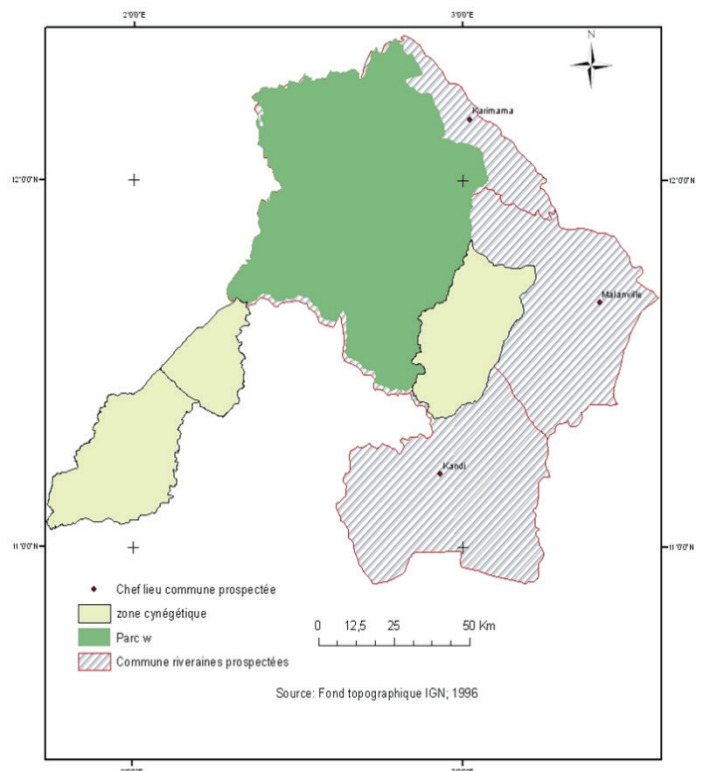 2°0'0"E 3°0'0"E
N
Karimama
12°0'0"N 12°0'0"N
Malanville
Kandi
11°0'0"N 11°0'0"N
Chef lieu commune prospectée
zone cynégétique
Parc w
Commune riveraines prospectées
0 12,5 25 50 Km
Source: Fond topographique IGN; 1996